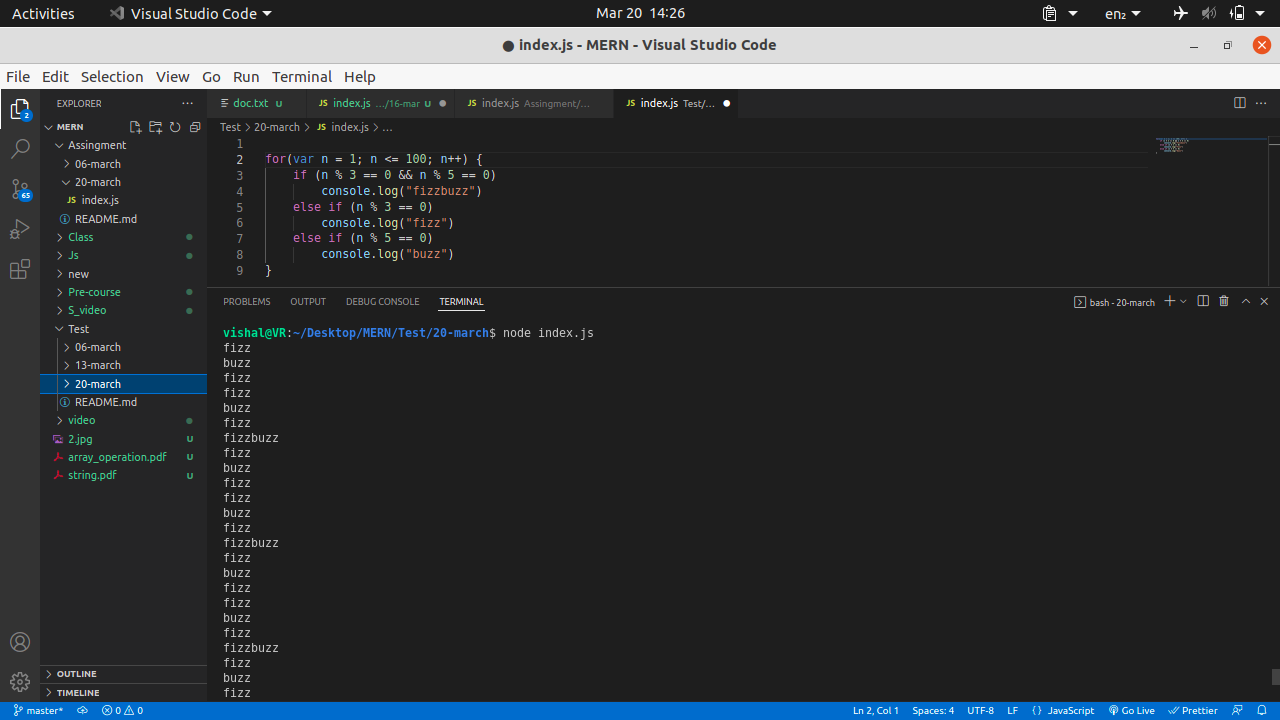 Activities Visual Studio Code Mar 20 14:26 en₂
● index.js - MERN - Visual Studio Code
File Edit Selection View Go Run Terminal Help
EXPLORER ···
MERN
Assingment
06-march
20-march
JS index.js
README.md
Class
Js
new
Pre-course
S_video
Test
06-march
13-march
20-march
README.md
video
2.jpg U
array_operation.pdf U
string.pdf U
OUTLINE
TIMELINE
2
65
doc.txt U JS index.js .../16-mar U JS index.js Assingment/... JS index.js Test/...
Test > 20-march > JS index.js > ...
1
2 for(var n = 1; n <= 100; n++) {
3 if (n % 3 == 0 && n % 5 == 0)
4 console.log("fizzbuzz")
5 else if (n % 3 == 0)
6 console.log("fizz")
7 else if (n % 5 == 0)
8 console.log("buzz")
9 }
PROBLEMS OUTPUT DEBUG CONSOLE TERMINAL bash - 20-march
vishal@VR:~/Desktop/MERN/Test/20-march$ node index.js
fizz
buzz
fizz
fizz
buzz
fizz
fizzbuzz
fizz
buzz
fizz
fizz
buzz
fizz
fizzbuzz
fizz
buzz
fizz
fizz
buzz
fizz
fizzbuzz
fizz
buzz
fizz
master* 0 0 Ln 2, Col 1 Spaces: 4 UTF-8 LF {} JavaScript Go Live Prettier